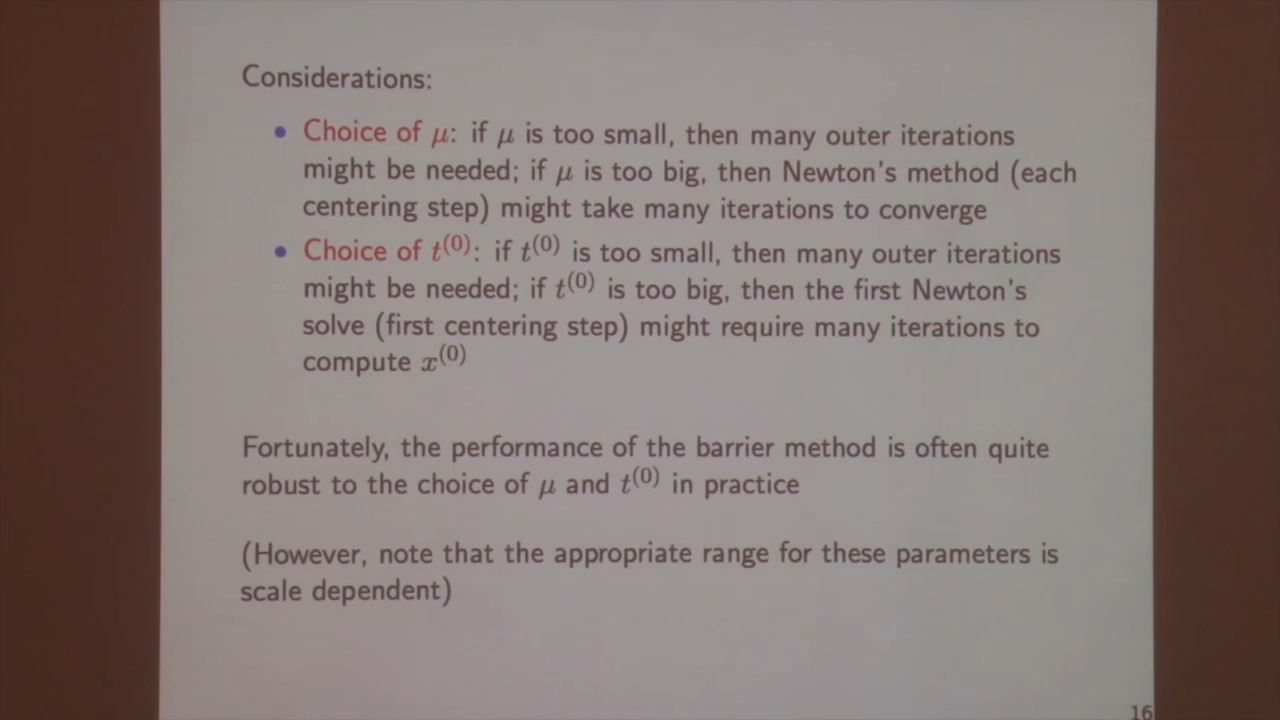 Considerations:
• Choice of μ: if μ is too small, then many outer iterations
might be needed; if μ is too big, then Newton's method (each
centering step) might take many iterations to converge
• Choice of t⁽⁰⁾: if t⁽⁰⁾ is too small, then many outer iterations
might be needed; if t⁽⁰⁾ is too big, then the first Newton's
solve (first centering step) might require many iterations to
compute x⁽⁰⁾
Fortunately, the performance of the barrier method is often quite
robust to the choice of μ and t⁽⁰⁾ in practice
(However, note that the appropriate range for these parameters is
scale dependent)
16